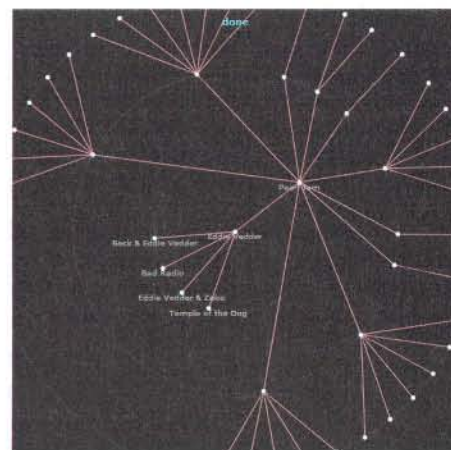 done
Pearl Jam
Eddie Vedder
Beck & Eddie Vedder
Bad Radio
Eddie Vedder & Zeke
Temple of the Dog